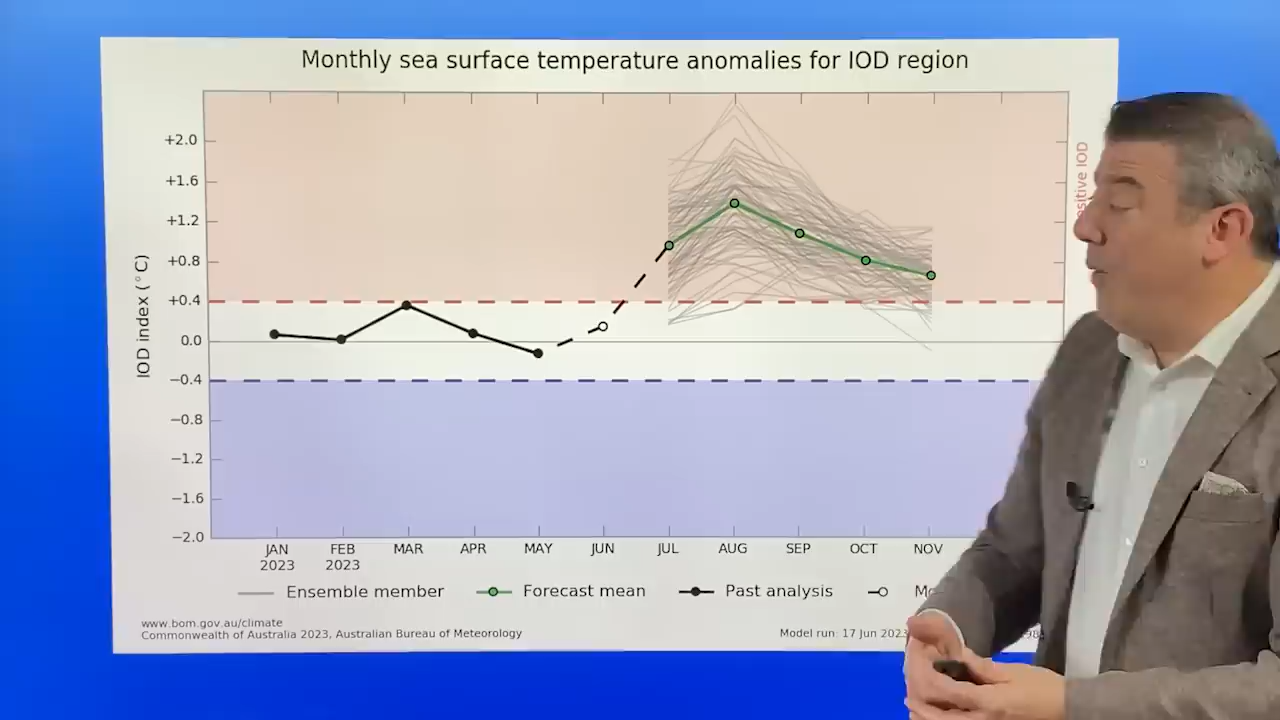 Monthly sea surface temperature anomalies for IOD region
+2.0
+1.6
+1.2
+0.8
+0.4
0.0
−0.4
−0.8
−1.2
−1.6
−2.0
IOD index (°C)
IOD
JAN FEB MAR APR MAY JUN JUL AUG SEP OCT NOV
2023 2023
Ensemble member Forecast mean Past analysis
www.bom.gov.au/climate
Commonwealth of Australia 2023, Australian Bureau of Meteorology
Model run: 17 Jun 2023